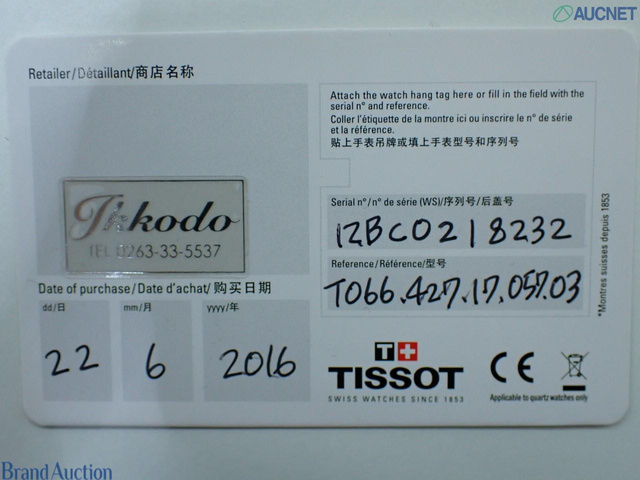 AUCNET
Retailer/Détaillant/商店名称
Ikkodo
TEL 0263-33-5537
Date of purchase/Date d'achat/购买日期
dd/日 mm/月 yyyy/年
22 6 2016
Attach the watch hang tag here or fill in the field with the
serial n° and reference.
Coller l'étiquette de la montre ici ou inscrire le n° de série
et la référence.
贴上手表吊牌或填上手表型号和序列号
Serial n°/n° de série (WS)/序列号/后盖号
12BC0218232
Reference/Référence/型号
T066.427.17.057.03
T+
TISSOT
SWISS WATCHES SINCE 1853
CE
Applicable to quartz watches only
*Montres suisses depuis 1853
Brand Auction